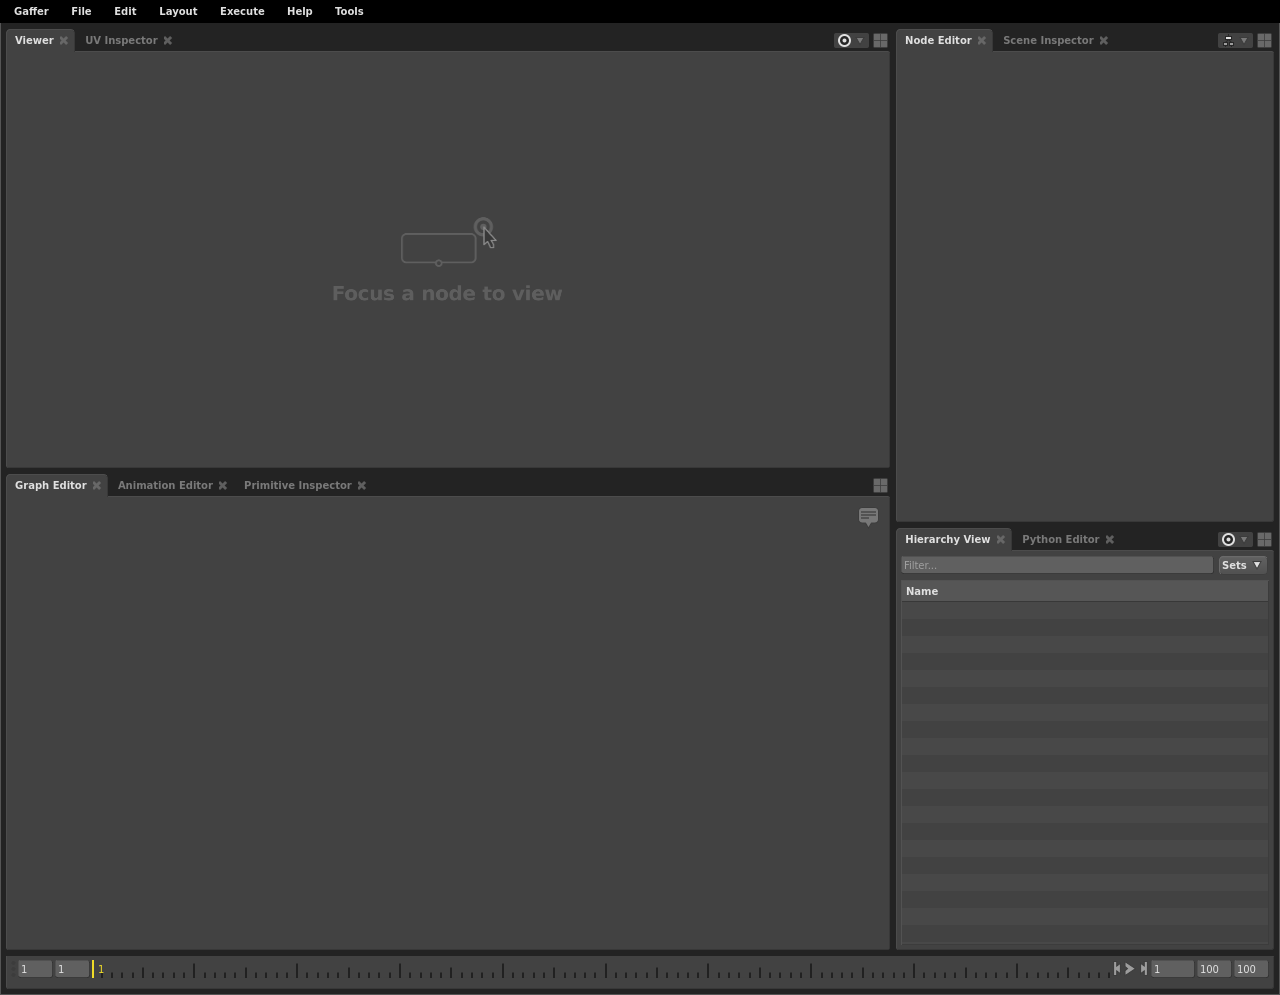 Gaffer File Edit Layout Execute Help Tools
Viewer UV Inspector
Node Editor Scene Inspector
Focus a node to view
Graph Editor Animation Editor Primitive Inspector
Hierarchy View Python Editor
Filter... Sets
Name
1 1 1 1 100 100